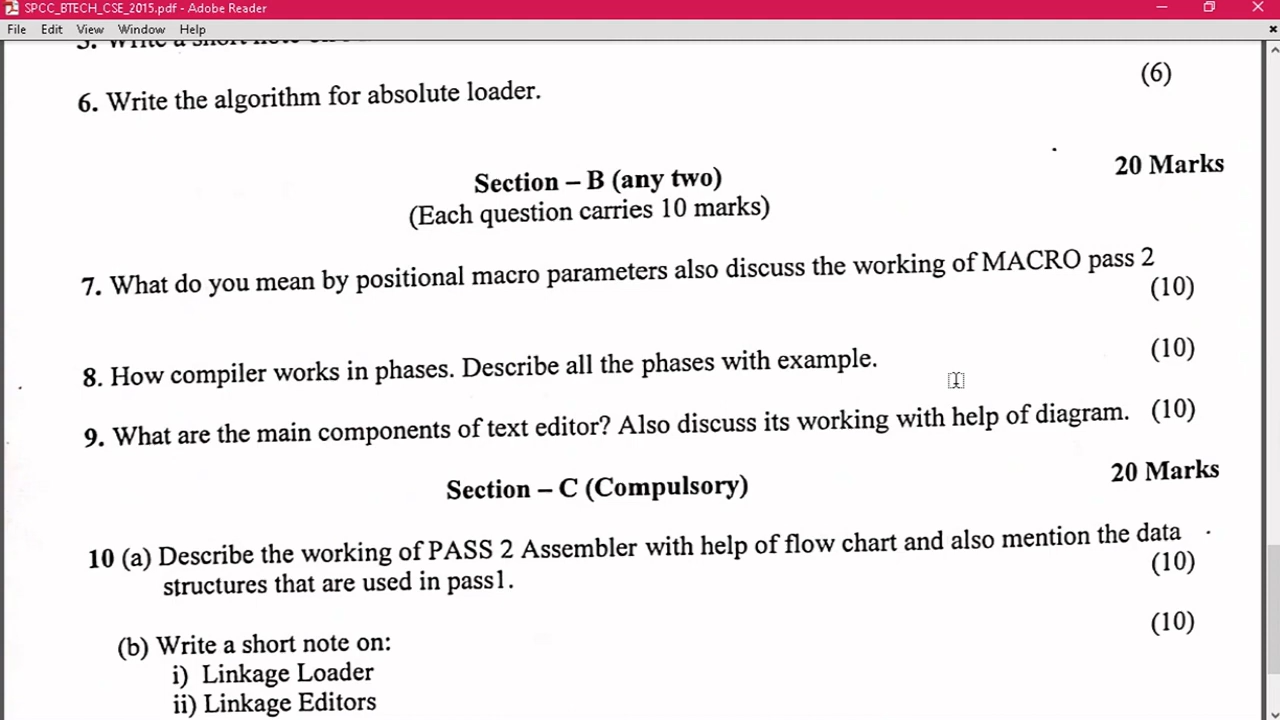 SPCC_BTECH_CSE_2015.pdf - Adobe Reader
File Edit View Window Help
6. Write the algorithm for absolute loader.
(6)
20 Marks
Section – B (any two)
(Each question carries 10 marks)
7. What do you mean by positional macro parameters also discuss the working of MACRO pass 2
(10)
8. How compiler works in phases. Describe all the phases with example.
(10)
9. What are the main components of text editor? Also discuss its working with help of diagram. (10)
20 Marks
Section – C (Compulsory)
10 (a) Describe the working of PASS 2 Assembler with help of flow chart and also mention the data
structures that are used in pass1.
(10)
(b) Write a short note on:
(10)
i) Linkage Loader
ii) Linkage Editors